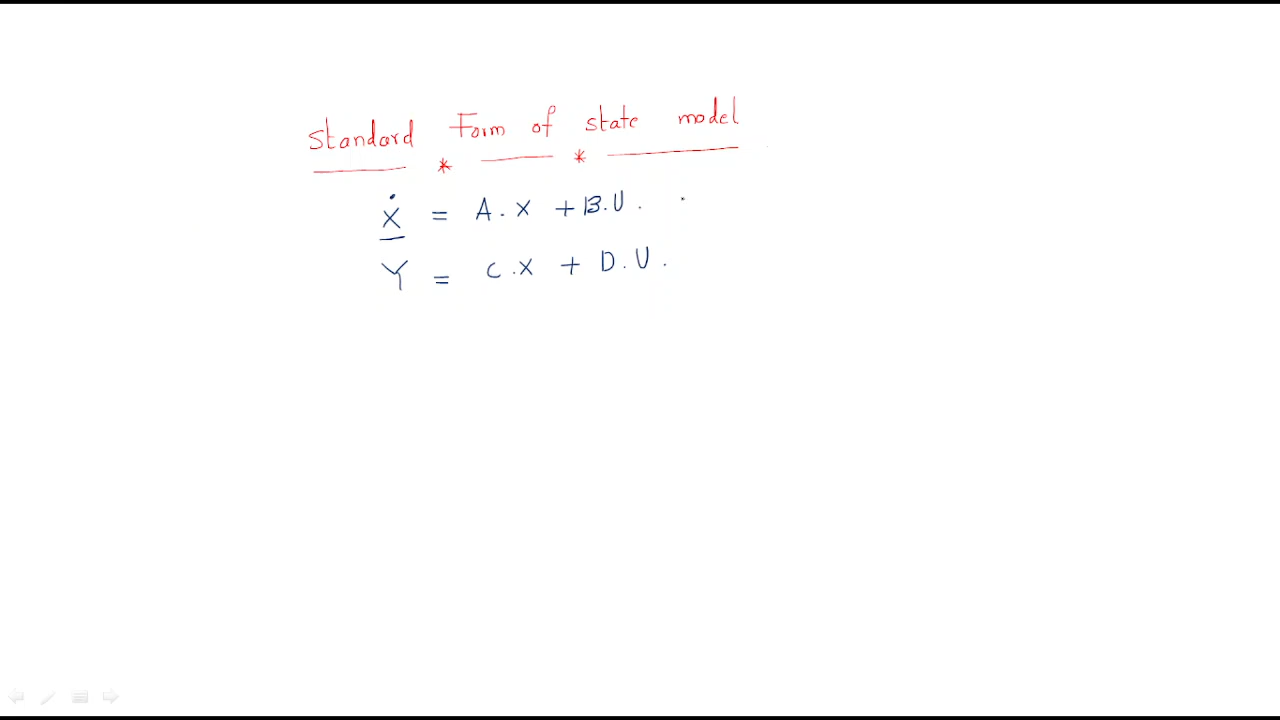 Standard Form of state model
Ẋ = A.X + B.U.
Y = C.X + D.U.